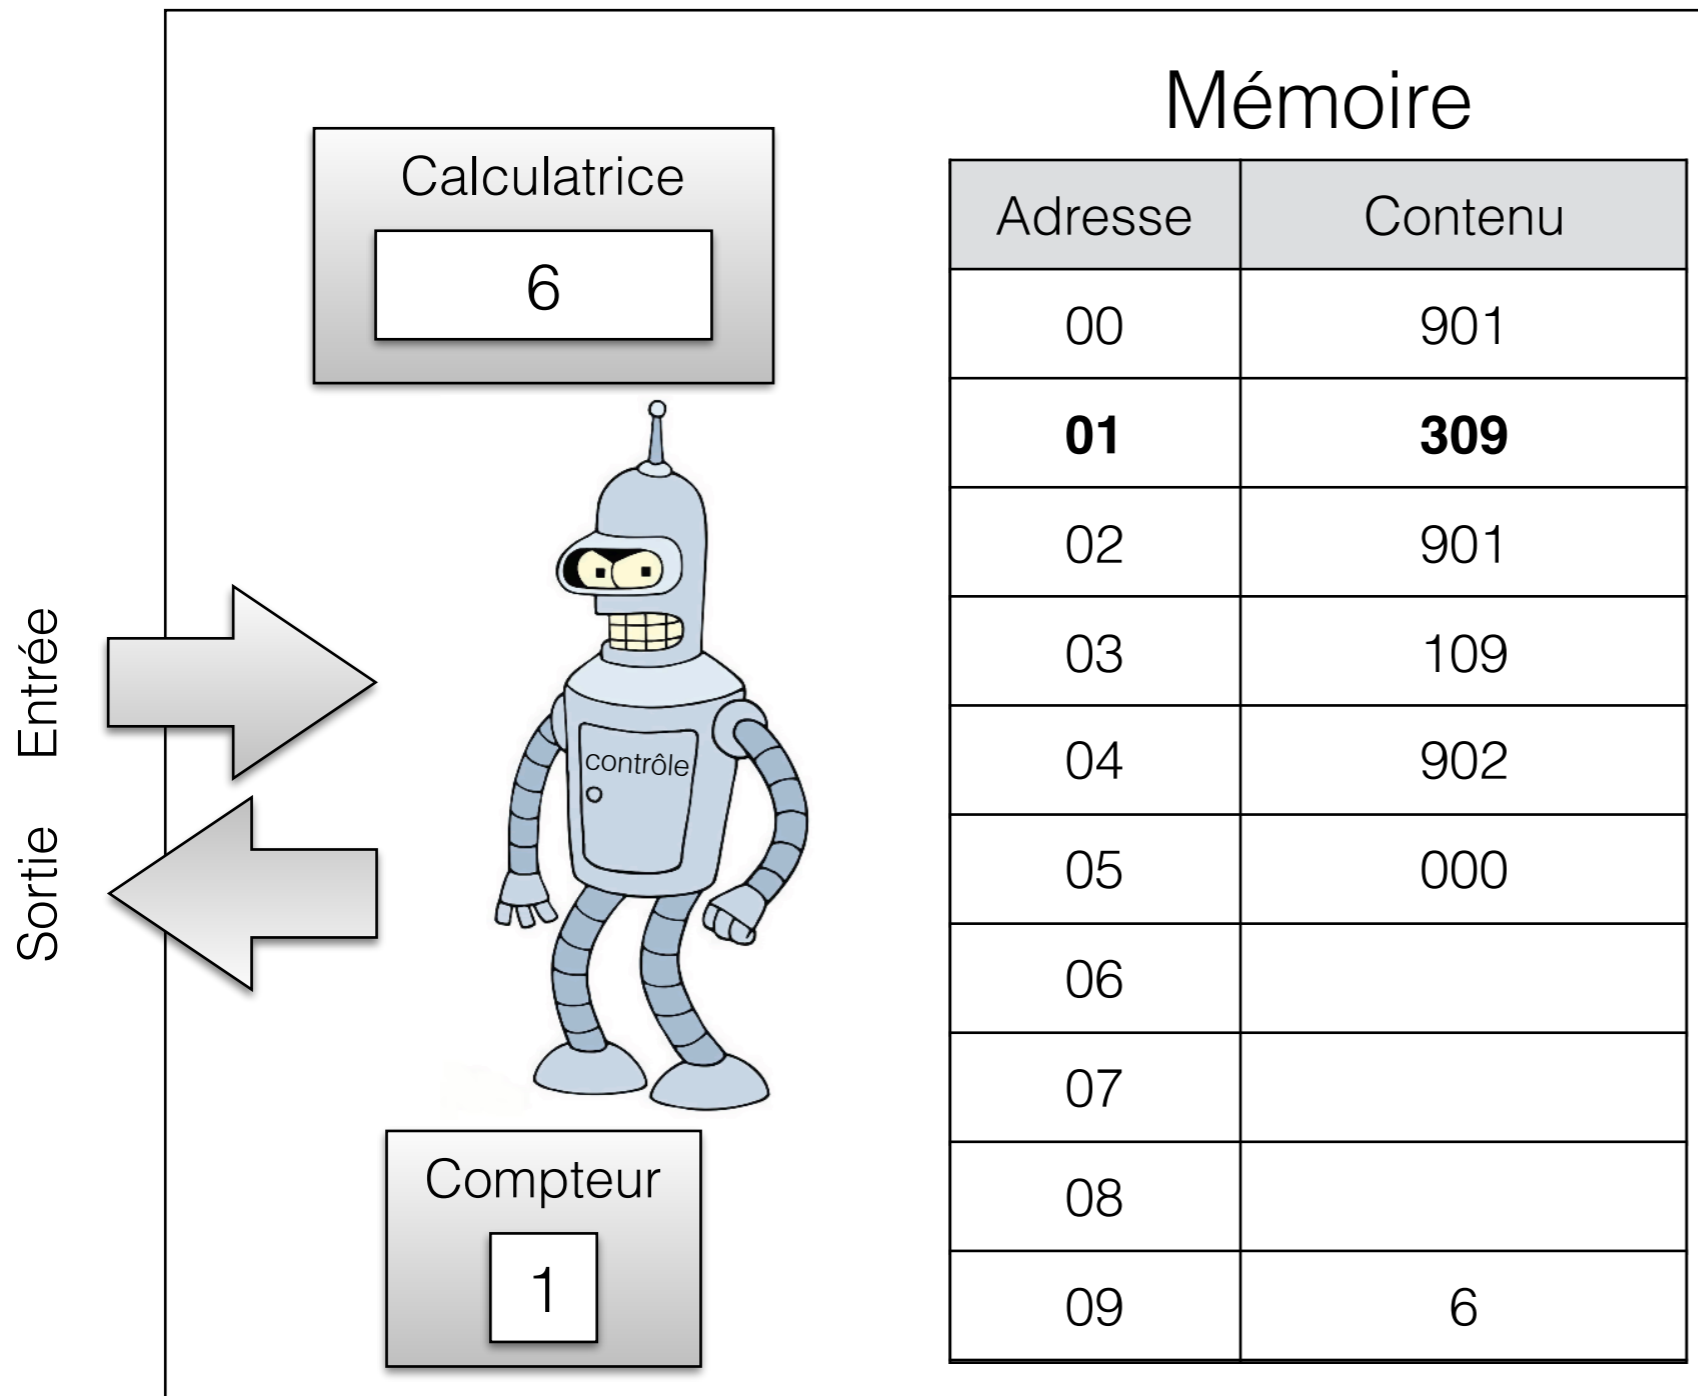 Mémoire
Calculatrice
6
Adresse Contenu
00 901
01 309
02 901
03 109
04 902
05 000
06
07
08
09 6
Entrée
Sortie
contrôle
Compteur
1